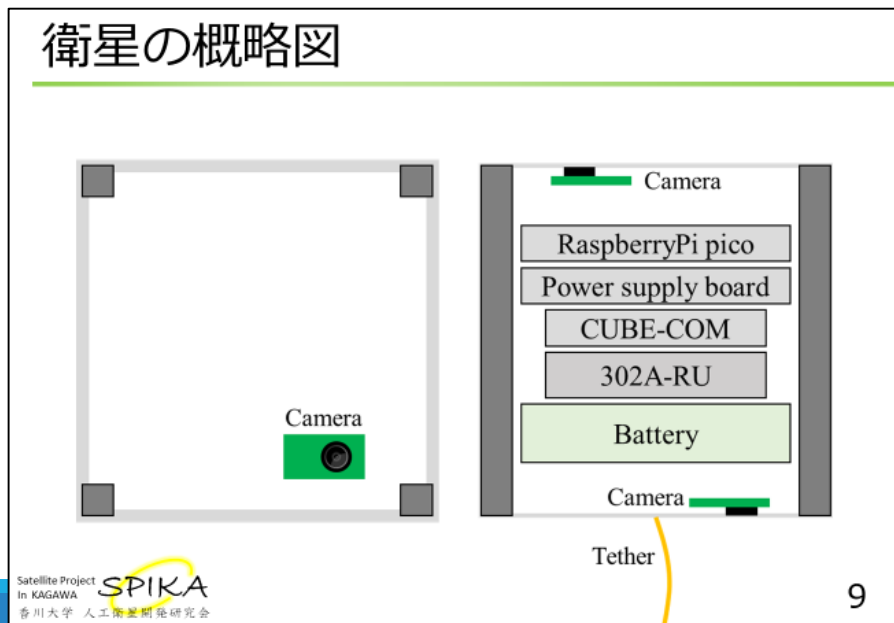 衛星の概略図
Camera
Camera
RaspberryPi pico
Power supply board
CUBE-COM
302A-RU
Battery
Camera
Tether
Satellite Project
In KAGAWA
SPIKA
香川大学 人工衛星開発研究会
9